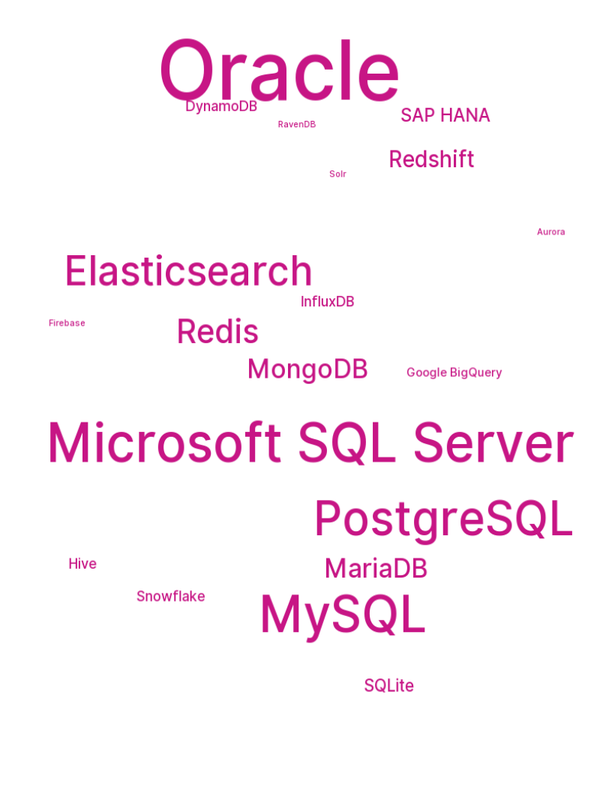 Oracle
DynamoDB
SAP HANA
RavenDB
Redshift
Solr
Aurora
Elasticsearch
InfluxDB
Firebase
Redis
MongoDB
Google BigQuery
Microsoft SQL Server
PostgreSQL
Hive
MariaDB
Snowflake
MySQL
SQLite